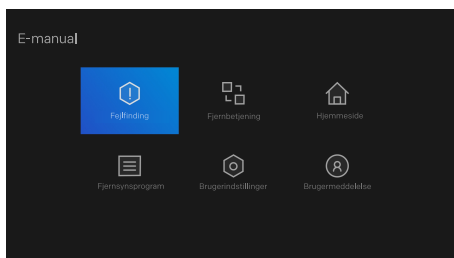 E-manual
Fejlfinding
Fjernbetjening
Hjemmeside
Fjernsynsprogram
Brugerindstillinger
Brugermeddelelse